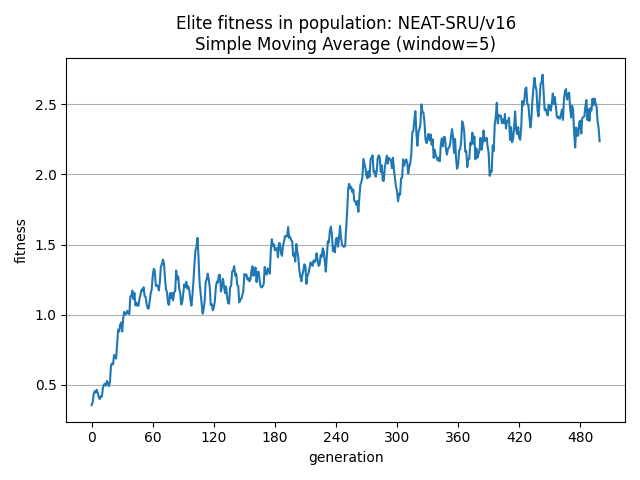 Elite fitness in population: NEAT-SRU/v16
Simple Moving Average (window=5)
2.5
2.0
1.5
1.0
0.5
fitness
0 60 120 180 240 300 360 420 480
generation